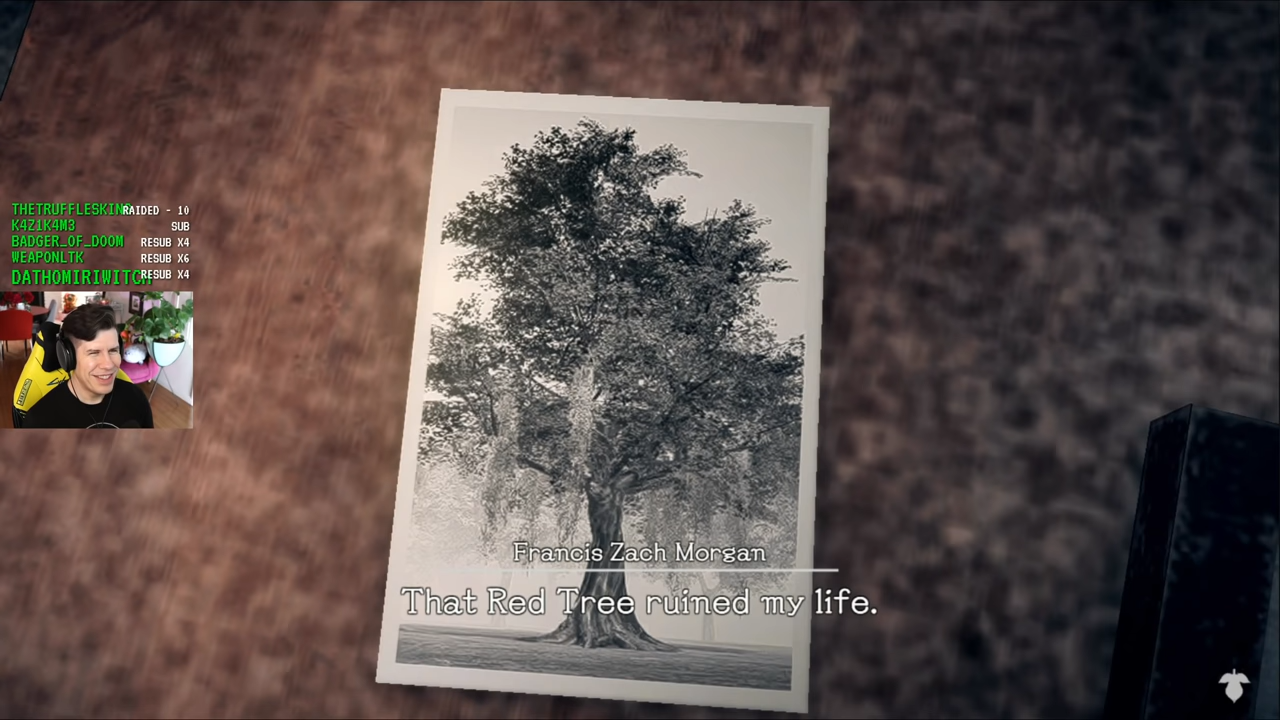 THETRUFFLESKING RAIDED - 10
K4Z1K4M3 SUB
BADGER_OF_DOOM RESUB X4
WEAPONLTK RESUB X6
DATHOMIRIWITCH RESUB X4
Francis Zach Morgan
That Red Tree ruined my life.